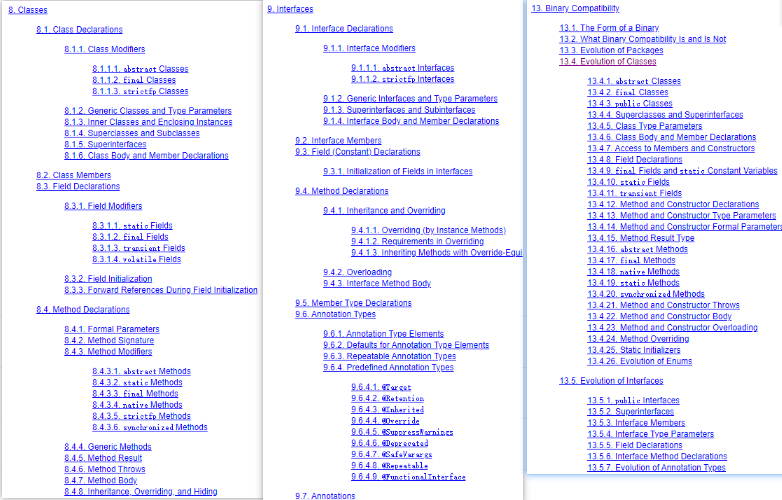 8. Classes
8.1. Class Declarations
8.1.1. Class Modifiers
8.1.1.1. abstract Classes
8.1.1.2. final Classes
8.1.1.3. strictfp Classes
8.1.2. Generic Classes and Type Parameters
8.1.3. Inner Classes and Enclosing Instances
8.1.4. Superclasses and Subclasses
8.1.5. Superinterfaces
8.1.6. Class Body and Member Declarations
8.2. Class Members
8.3. Field Declarations
8.3.1. Field Modifiers
8.3.1.1. static Fields
8.3.1.2. final Fields
8.3.1.3. transient Fields
8.3.1.4. volatile Fields
8.3.2. Field Initialization
8.3.3. Forward References During Field Initialization
8.4. Method Declarations
8.4.1. Formal Parameters
8.4.2. Method Signature
8.4.3. Method Modifiers
8.4.3.1. abstract Methods
8.4.3.2. static Methods
8.4.3.3. final Methods
8.4.3.4. native Methods
8.4.3.5. strictfp Methods
8.4.3.6. synchronized Methods
8.4.4. Generic Methods
8.4.5. Method Result
8.4.6. Method Throws
8.4.7. Method Body
8.4.8. Inheritance, Overriding, and Hiding
9. Interfaces
9.1. Interface Declarations
9.1.1. Interface Modifiers
9.1.1.1. abstract Interfaces
9.1.1.2. strictfp Interfaces
9.1.2. Generic Interfaces and Type Parameters
9.1.3. Superinterfaces and Subinterfaces
9.1.4. Interface Body and Member Declarations
9.2. Interface Members
9.3. Field (Constant) Declarations
9.3.1. Initialization of Fields in Interfaces
9.4. Method Declarations
9.4.1. Inheritance and Overriding
9.4.1.1. Overriding (by Instance Methods)
9.4.1.2. Requirements in Overriding
9.4.1.3. Inheriting Methods with Override-Equi
9.4.2. Overloading
9.4.3. Interface Method Body
9.5. Member Type Declarations
9.6. Annotation Types
9.6.1. Annotation Type Elements
9.6.2. Defaults for Annotation Type Elements
9.6.3. Repeatable Annotation Types
9.6.4. Predefined Annotation Types
9.6.4.1. @Target
9.6.4.2. @Retention
9.6.4.3. @Inherited
9.6.4.4. @Override
9.6.4.5. @SuppressWarnings
9.6.4.6. @Deprecated
9.6.4.7. @SafeVarargs
9.6.4.8. @Repeatable
9.6.4.9. @FunctionalInterface
9.7. Annotations
13. Binary Compatibility
13.1. The Form of a Binary
13.2. What Binary Compatibility Is and Is Not
13.3. Evolution of Packages
13.4. Evolution of Classes
13.4.1. abstract Classes
13.4.2. final Classes
13.4.3. public Classes
13.4.4. Superclasses and Superinterfaces
13.4.5. Class Type Parameters
13.4.6. Class Body and Member Declarations
13.4.7. Access to Members and Constructors
13.4.8. Field Declarations
13.4.9. final Fields and static Constant Variables
13.4.10. static Fields
13.4.11. transient Fields
13.4.12. Method and Constructor Declarations
13.4.13. Method and Constructor Type Parameters
13.4.14. Method and Constructor Formal Parameters
13.4.15. Method Result Type
13.4.16. abstract Methods
13.4.17. final Methods
13.4.18. native Methods
13.4.19. static Methods
13.4.20. synchronized Methods
13.4.21. Method and Constructor Throws
13.4.22. Method and Constructor Body
13.4.23. Method and Constructor Overloading
13.4.24. Method Overriding
13.4.25. Static Initializers
13.4.26. Evolution of Enums
13.5. Evolution of Interfaces
13.5.1. public Interfaces
13.5.2. Superinterfaces
13.5.3. Interface Members
13.5.4. Interface Type Parameters
13.5.5. Field Declarations
13.5.6. Interface Method Declarations
13.5.7. Evolution of Annotation Types